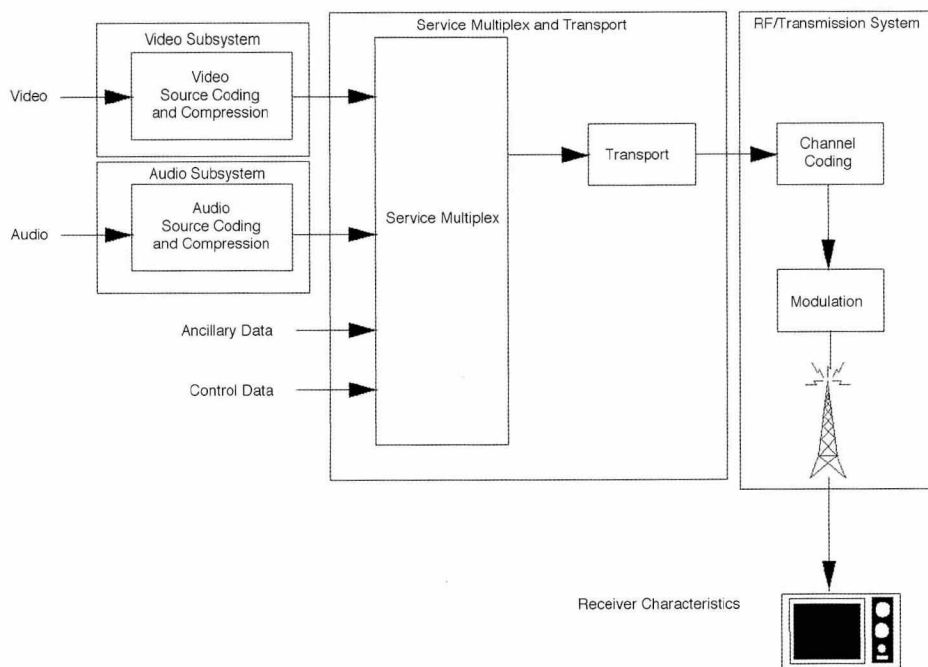 Service Multiplex and Transport
RF/Transmission System
Video Subsystem
Video
Source Coding
and Compression
Video
Audio Subsystem
Audio
Source Coding
and Compression
Audio
Ancillary Data
Control Data
Service Multiplex
Transport
Channel
Coding
Modulation
Receiver Characteristics